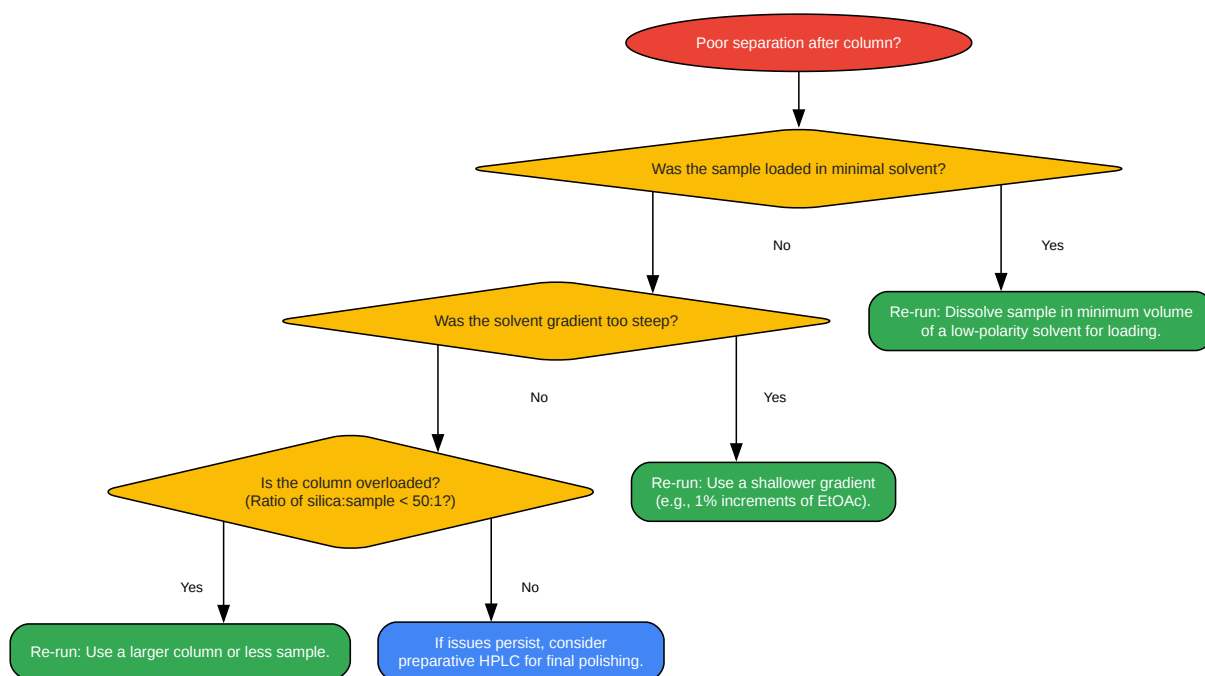 Poor separation after column?
Was the sample loaded in minimal solvent?
No
Yes
Re-run: Dissolve sample in minimum volume
of a low-polarity solvent for loading.
Was the solvent gradient too steep?
No
Yes
Re-run: Use a shallower gradient
(e.g., 1% increments of EtOAc).
Is the column overloaded?
(Ratio of silica:sample < 50:1?)
Yes
No
Re-run: Use a larger column or less sample.
If issues persist, consider
preparative HPLC for final polishing.